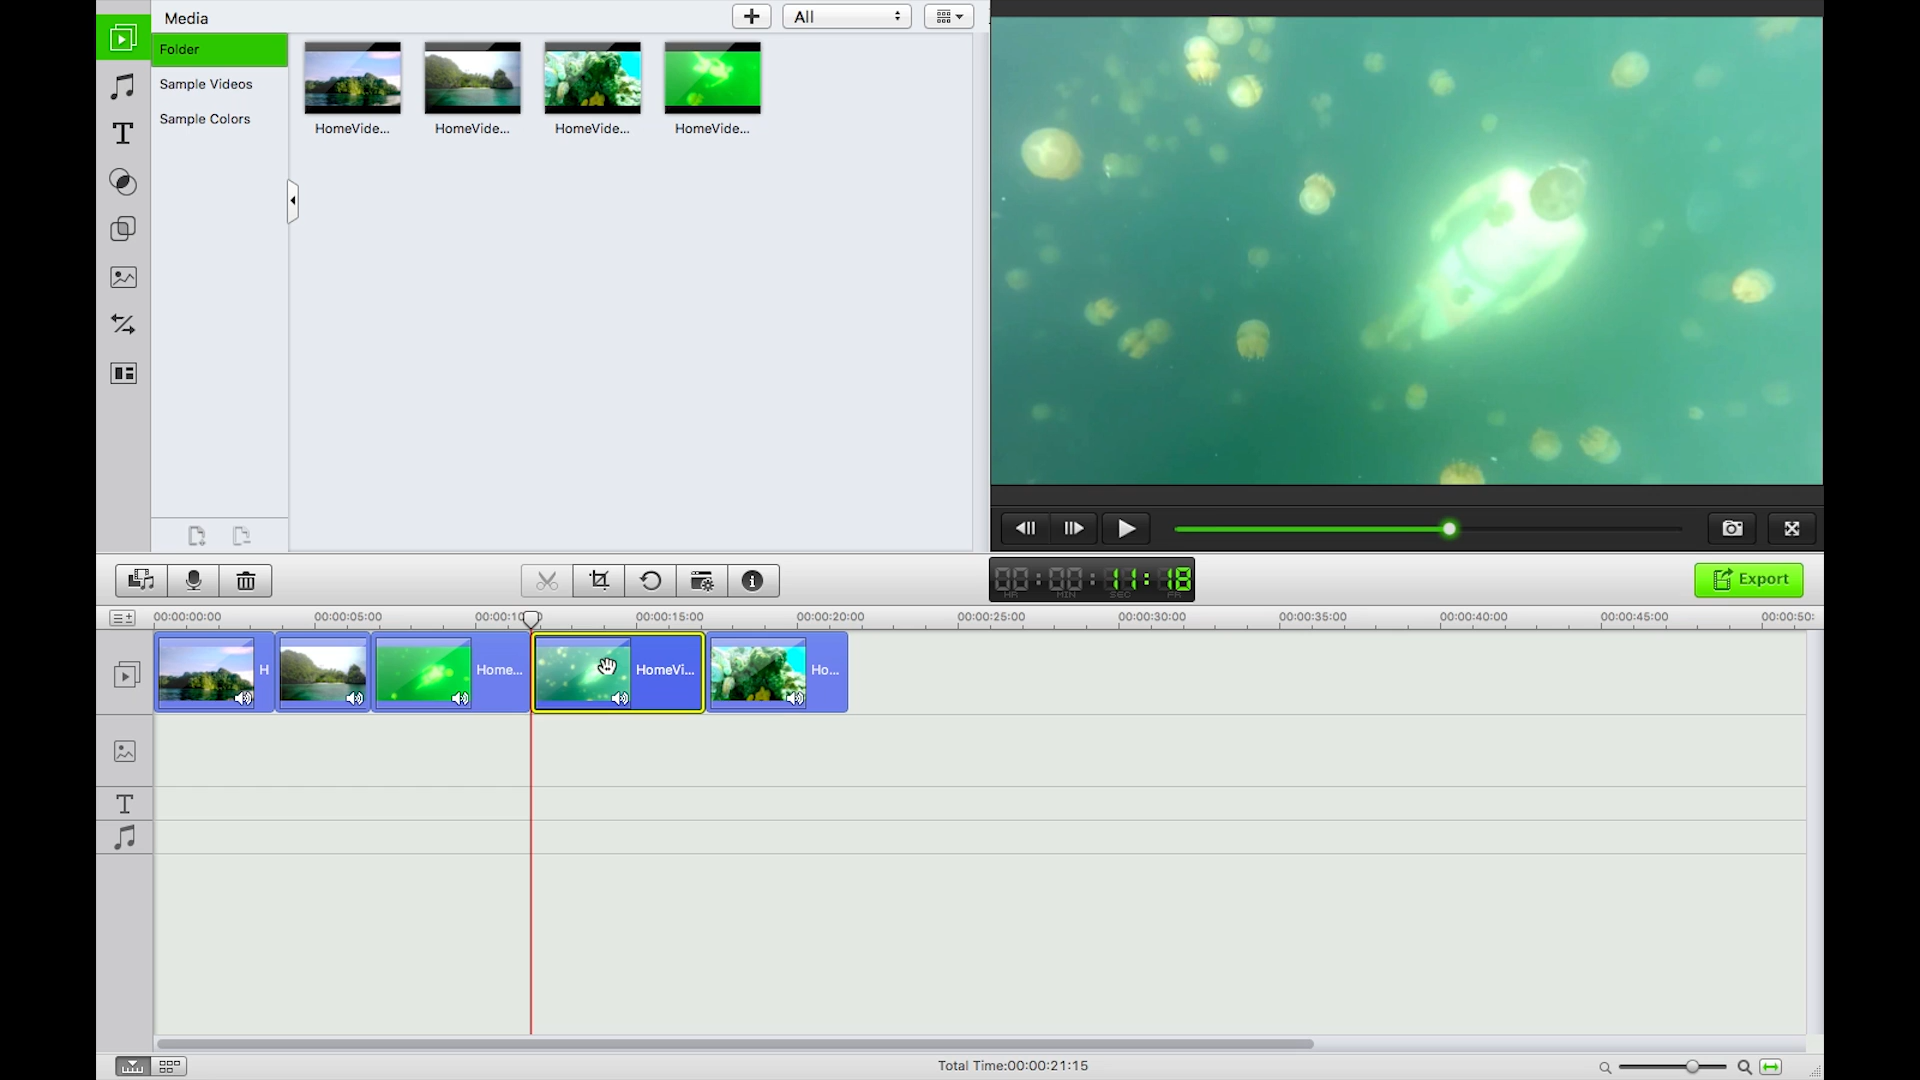 Media
All
Folder
Sample Videos
Sample Colors
HomeVide...
HomeVide...
HomeVide...
HomeVide...
00:00:11:18
HR MIN SEC FR
Export
00:00:00:00
00:00:05:00
00:00:15:00
00:00:20:00
00:00:25:00
00:00:30:00
00:00:35:00
00:00:40:00
00:00:45:00
00:00:50:
H
Home...
HomeVi...
Ho...
T
T
Total Time:00:00:21:15